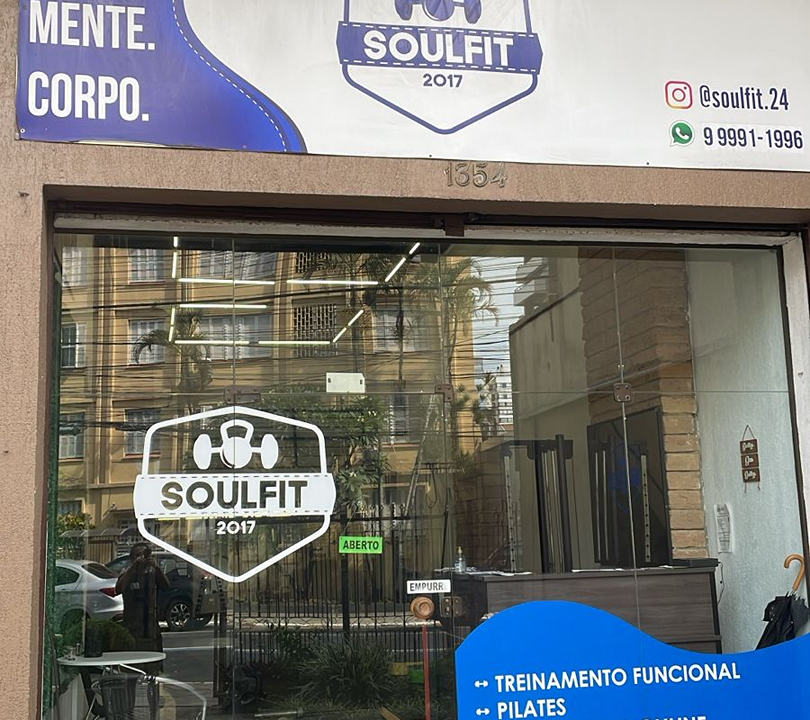 MENTE.
CORPO.
SOULFIT
2017
@soulfit.24
9 9991-1996
1354
SOULFIT
2017
ABERTO
EMPURRE
TREINAMENTO FUNCIONAL
PILATES